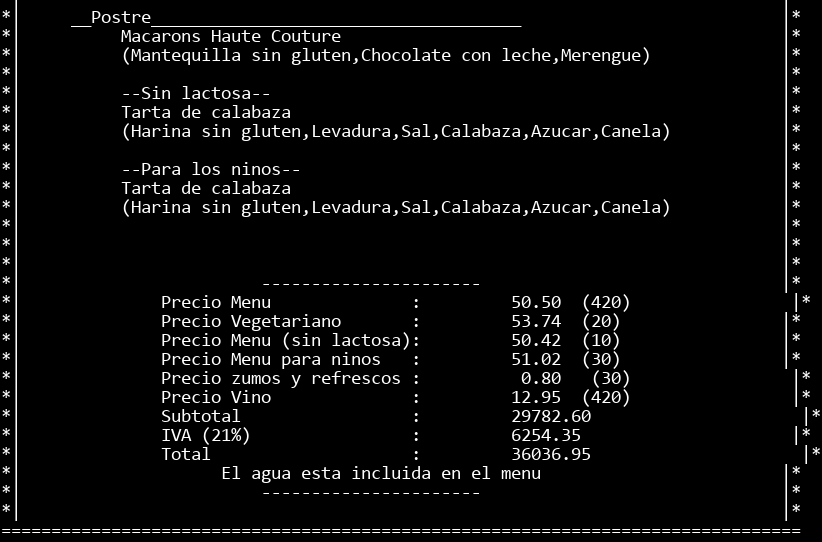 *|                                                                            |*
*|     __Postre_____________________________________                          |*
*|          Macarons Haute Couture                                            |*
*|          (Mantequilla sin gluten,Chocolate con leche,Merengue)             |*
*|                                                                            |*
*|          --Sin lactosa--                                                   |*
*|          Tarta de calabaza                                                 |*
*|          (Harina sin gluten,Levadura,Sal,Calabaza,Azucar,Canela)           |*
*|                                                                            |*
*|          --Para los ninos--                                                |*
*|          Tarta de calabaza                                                 |*
*|          (Harina sin gluten,Levadura,Sal,Calabaza,Azucar,Canela)           |*
*|                                                                            |*
*|                                                                            |*
*|                                                                            |*
*|                        ----------------------                              |*
*|              Precio Menu              :         50.50  (420)                |*
*|              Precio Vegetariano       :         53.74  (20)                |*
*|              Precio Menu (sin lactosa):         50.42  (10)                |*
*|              Precio Menu para ninos   :         51.02  (30)                |*
*|              Precio zumos y refrescos :          0.80   (30)                |*
*|              Precio Vino              :         12.95  (420)                |*
*|              Subtotal                 :         29782.60                     |*
*|              IVA (21%)                :         6254.35                     |*
*|              Total                    :         36036.95                     |*
*|                    El agua esta incluida en el menu                        |*
*|                        ----------------------                              |*
*|                                                                            |*
================================================================================